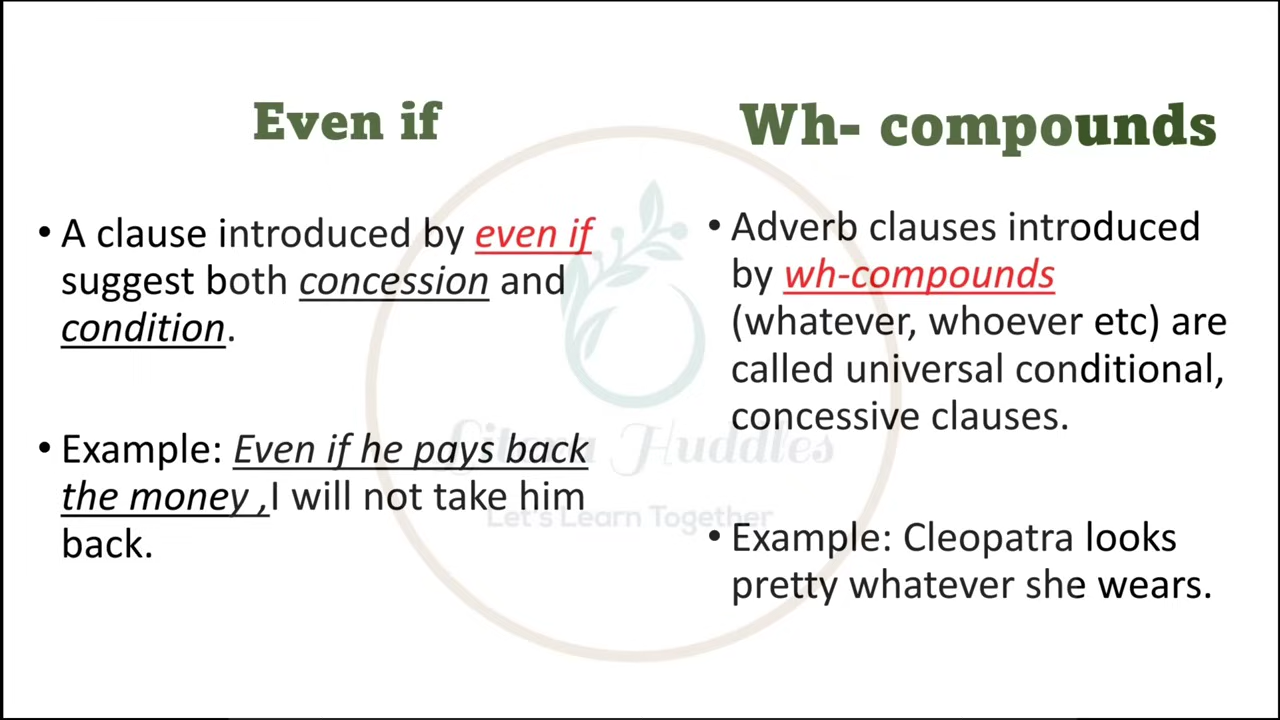 Even if
• A clause introduced by even if
suggest both concession and
condition.
• Example: Even if he pays back
the money ,I will not take him
back.
Wh- compounds
• Adverb clauses introduced
by wh-compounds
(whatever, whoever etc) are
called universal conditional,
concessive clauses.
• Example: Cleopatra looks
pretty whatever she wears.
Huddles
Let's Learn Together